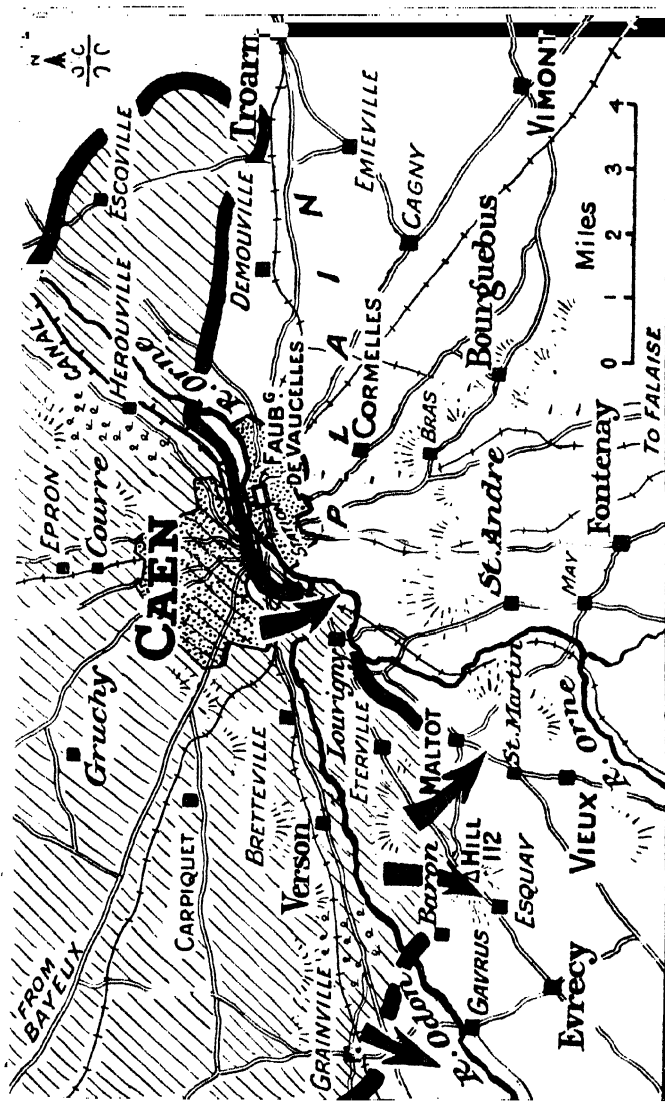 N
FROM
BAYEUX
Gruchy
EPRON
Courre
CAEN
HEROUVILLE
CANAL
ESCOVILLE
CARPIQUET
BRETTEVILLE
R. Orne
DEMOUVILLE
Troarn
Verson
Louvigny
FAUBG
DE VAUCELLES
EMIEVILLE
GRAINVILLE
ETERVILLE
CORMELLES
CAGNY
PLAIN
R. Odon
Baron
MALTOT
HILL
112
BRAS
Bourguebus
VIMONT
GAVRUS
ESQUAY
St. Martin
St. Andre
Evrecy
VIEUX
R. Orne
MAY
Fontenay
TO FALAISE
0 1 2 3 4
Miles